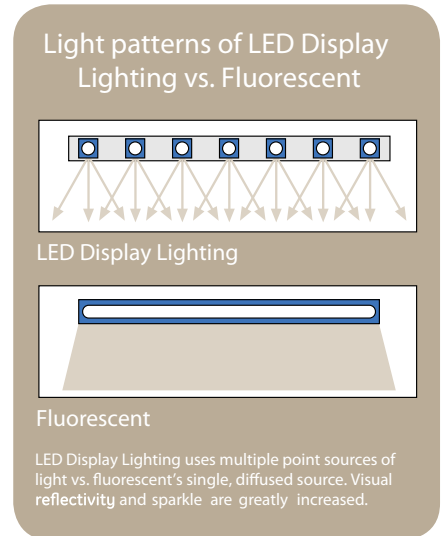 Light patterns of LED Display
Lighting vs. Fluorescent
LED Display Lighting
Fluorescent
LED Display Lighting uses multiple point sources of
light vs. fluorescent's single, diffused source. Visual
reflectivity and sparkle are greatly increased.